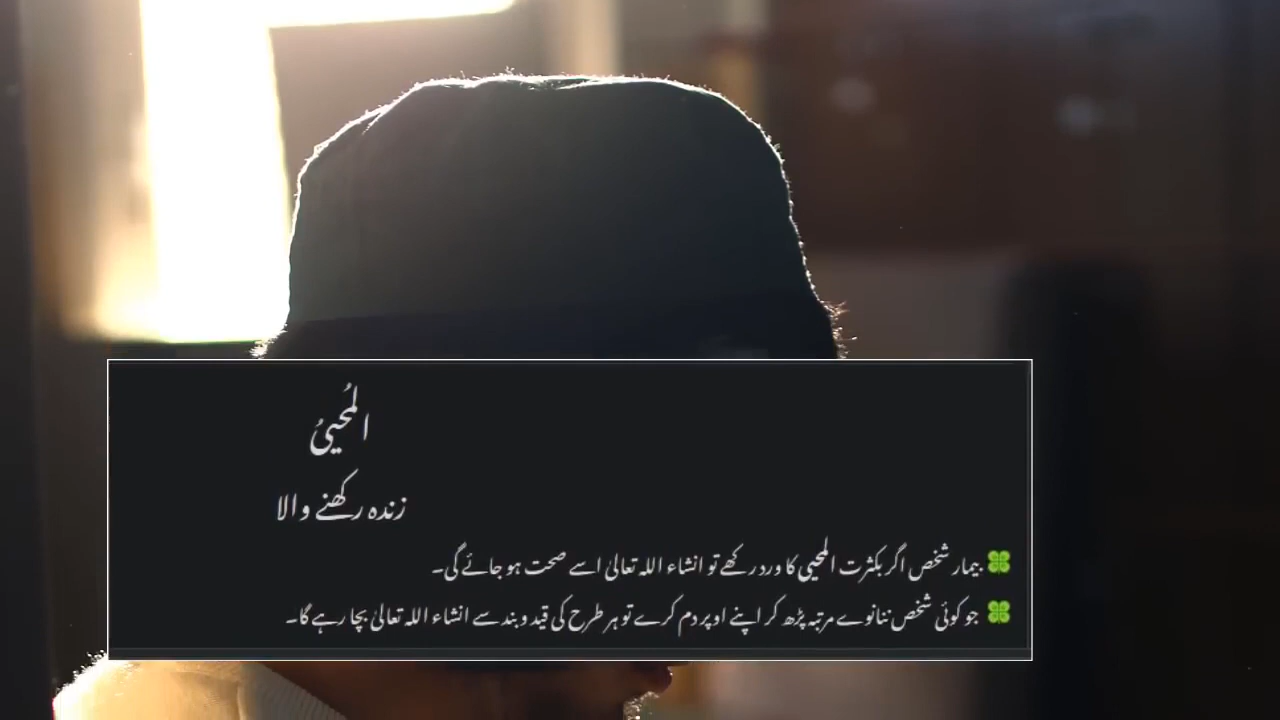 المُحییُ
زندہ رکھنے والا
🍀 بیمار شخص اگر بکثرت المحیی کا ورد رکھے تو انشاء اللہ تعالیٰ اسے صحت ہو جائے گی۔
🍀 جو کوئی شخص ننانوے مرتبہ پڑھ کر اپنے اوپر دم کرے تو ہر طرح کی قید و بند سے انشاء اللہ تعالیٰ بچا رہے گا۔